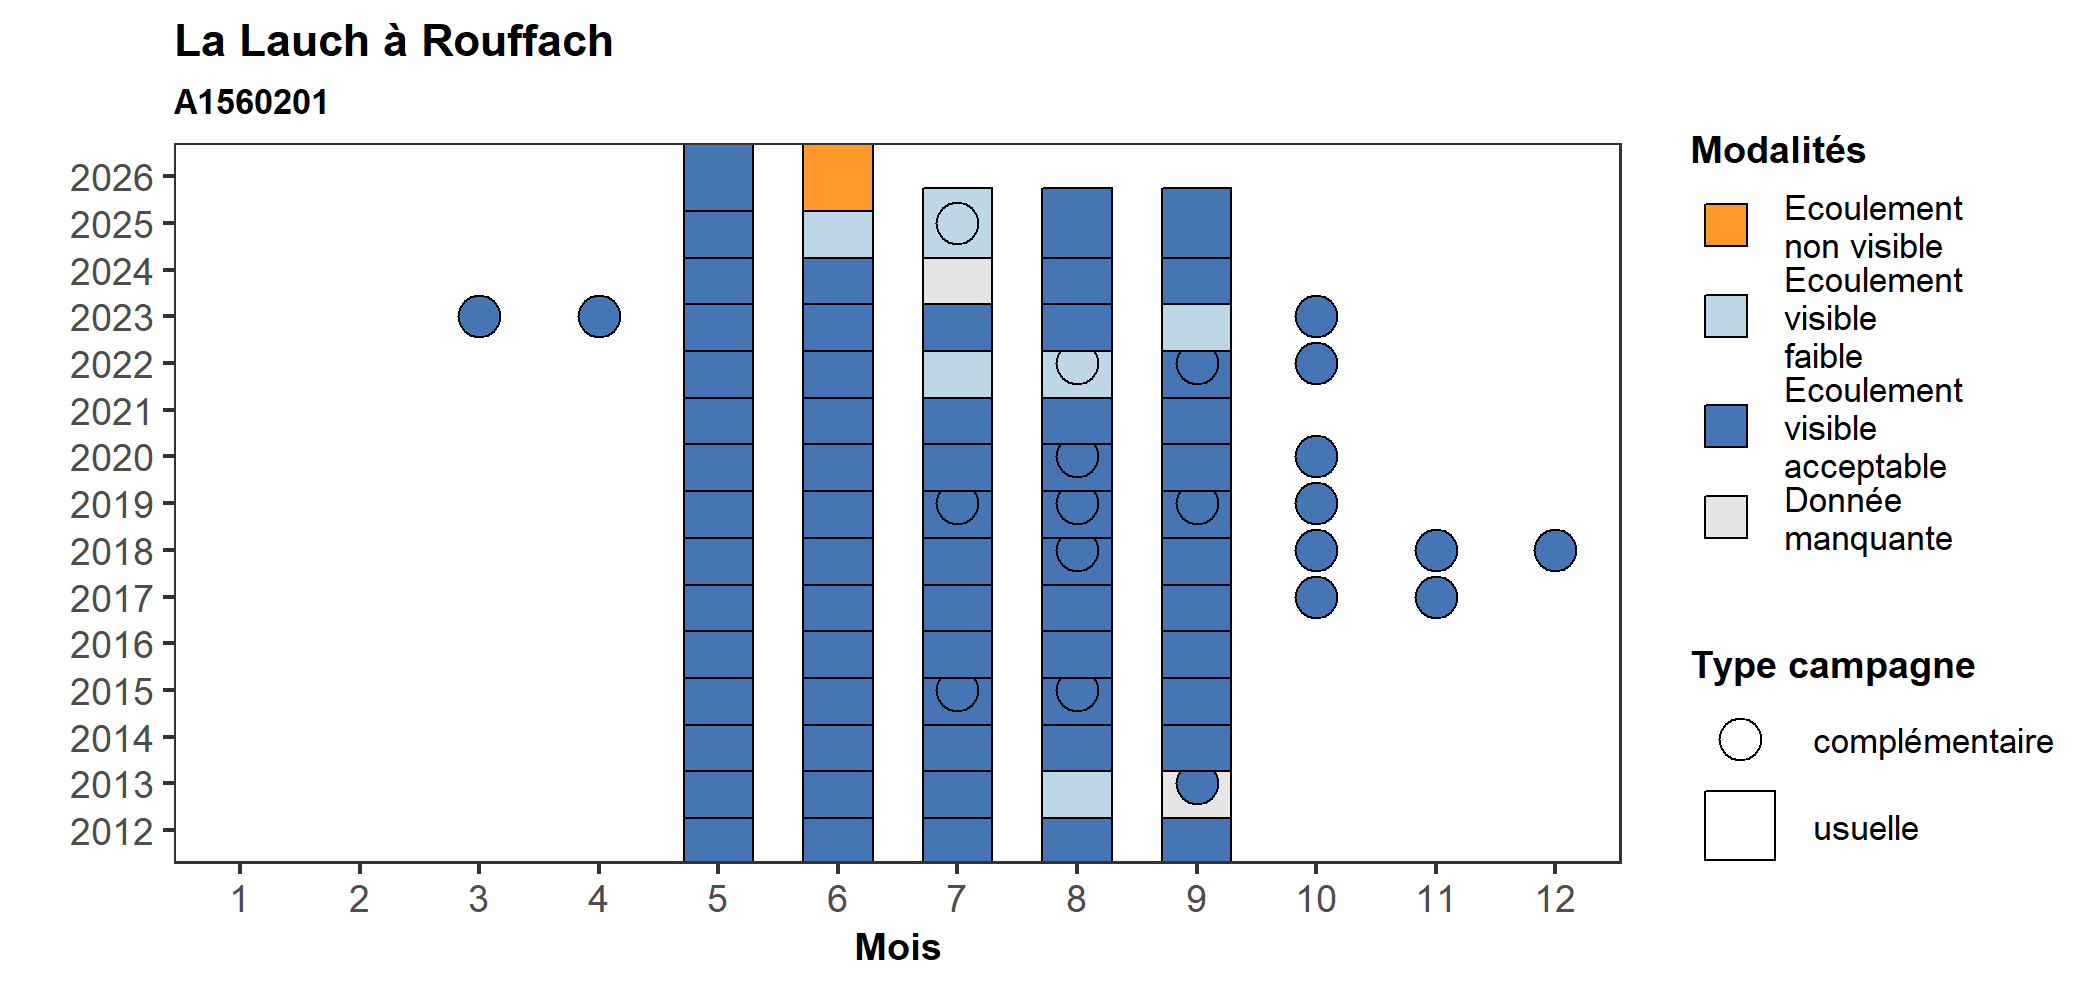 La Lauch à Rouffach
A1560201
2026
2025
2024
2023
2022
2021
2020
2019
2018
2017
2016
2015
2014
2013
2012
1 2 3 4 5 6 7 8 9 10 11 12
Mois
Modalités
Ecoulement
non visible
Ecoulement
visible
faible
Ecoulement
visible
acceptable
Donnée
manquante
Type campagne
complémentaire
usuelle